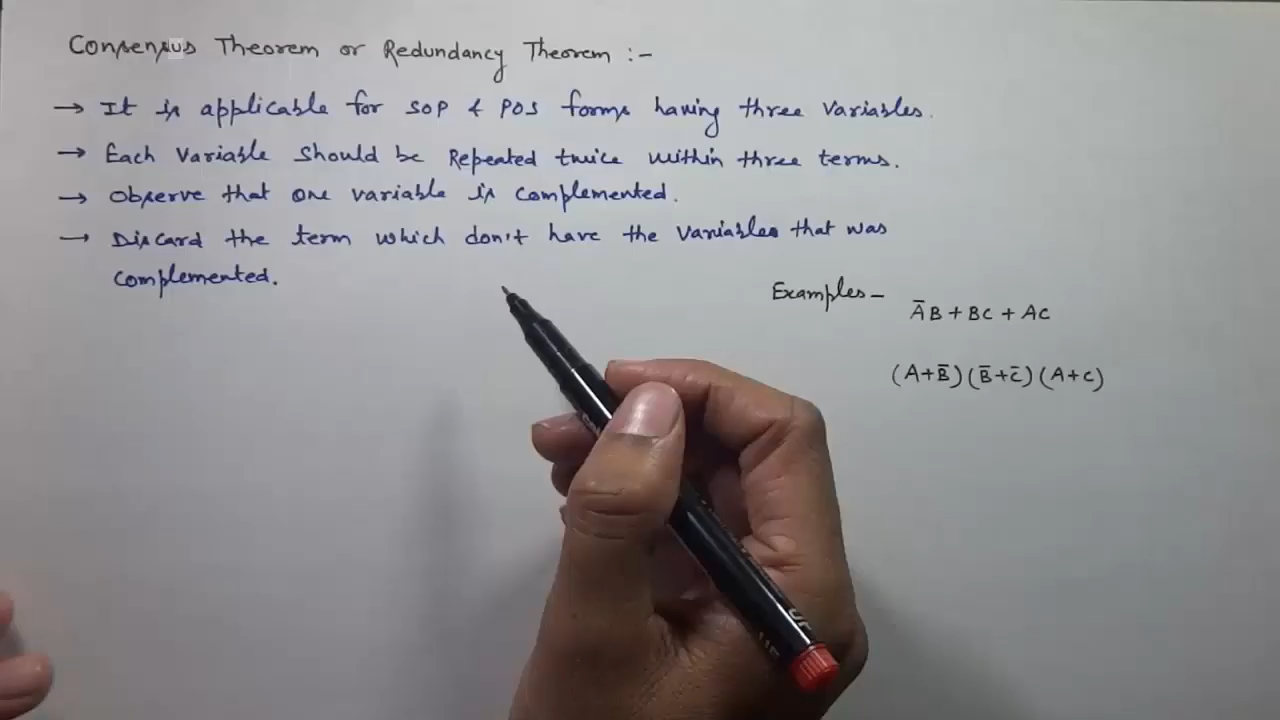 Consensus Theorem or Redundancy Theorem :-
→ It is applicable for SOP & POS forms having three variables.
→ Each Variable Should be Repeated twice within three terms.
→ Observe that one variable is complemented.
→ Discard the term which don't have the variables that was
complemented.
Examples -
A̅B + BC + AC
(A+B̅)(B̅+C̅)(A+C)
UP